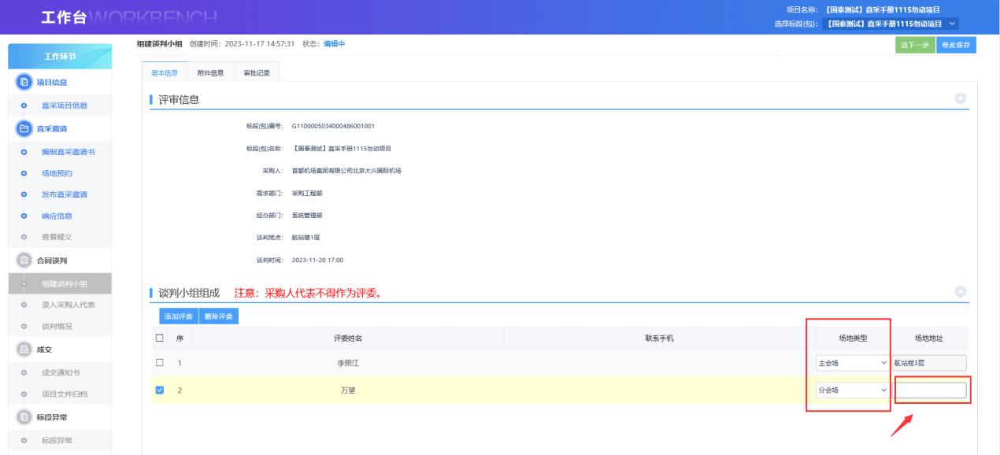 工作台WORKBENCH
项目名称: 【国泰测试】直采手册1115勿动项目
选择标段(包): 【国泰测试】直采手册1115勿动项目
组建谈判小组 创建时间: 2023-11-17 14:57:31 状态: 编辑中
送下一步 修改保存
工作环节
项目信息
直采项目信息
直采邀请
编制直采邀请书
场地预约
发布直采邀请
响应信息
查看疑义
合同谈判
组建谈判小组
录入采购人代表
谈判情况
成交
成交通知书
项目文件归档
标段异常
标段异常
基本信息 附件信息 审批记录
评审信息
标段(包)编号: G1100005034000486001001
标段(包)名称: 【国泰测试】直采手册1115勿动项目
采购人: 首都机场集团有限公司北京大兴国际机场
需求部门: 采购工程部
经办部门: 系统管理部
谈判地点: 航站楼1层
谈判时间: 2023-11-20 17:00
谈判小组组成 注意：采购人代表不得作为评委。
添加评委 删除评委
序 评委姓名 联系手机 场地类型 场地地址
1 李照江 主会场 航站楼1层
2 万望 分会场